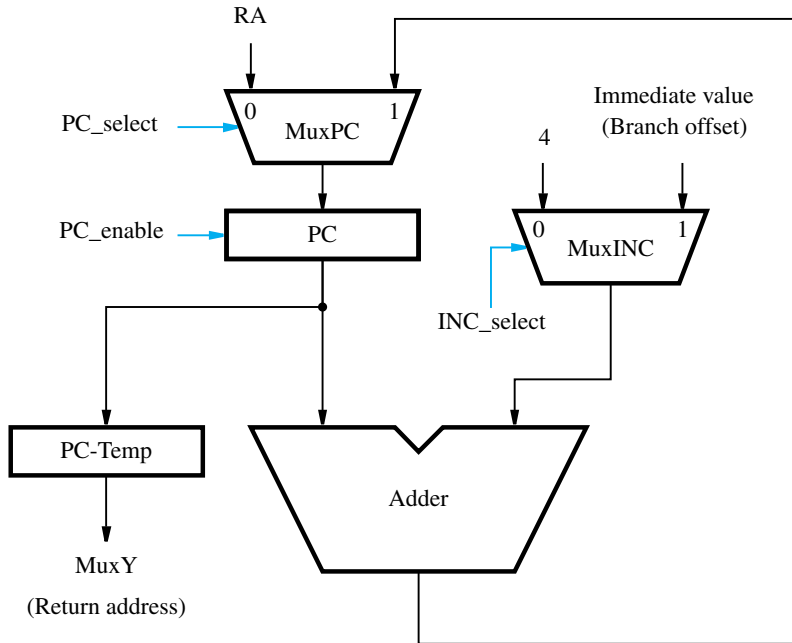 RA
0
1
PC_select
MuxPC
Immediate value
(Branch offset)
4
PC_enable
PC
0
1
MuxINC
INC_select
PC-Temp
Adder
MuxY
(Return address)